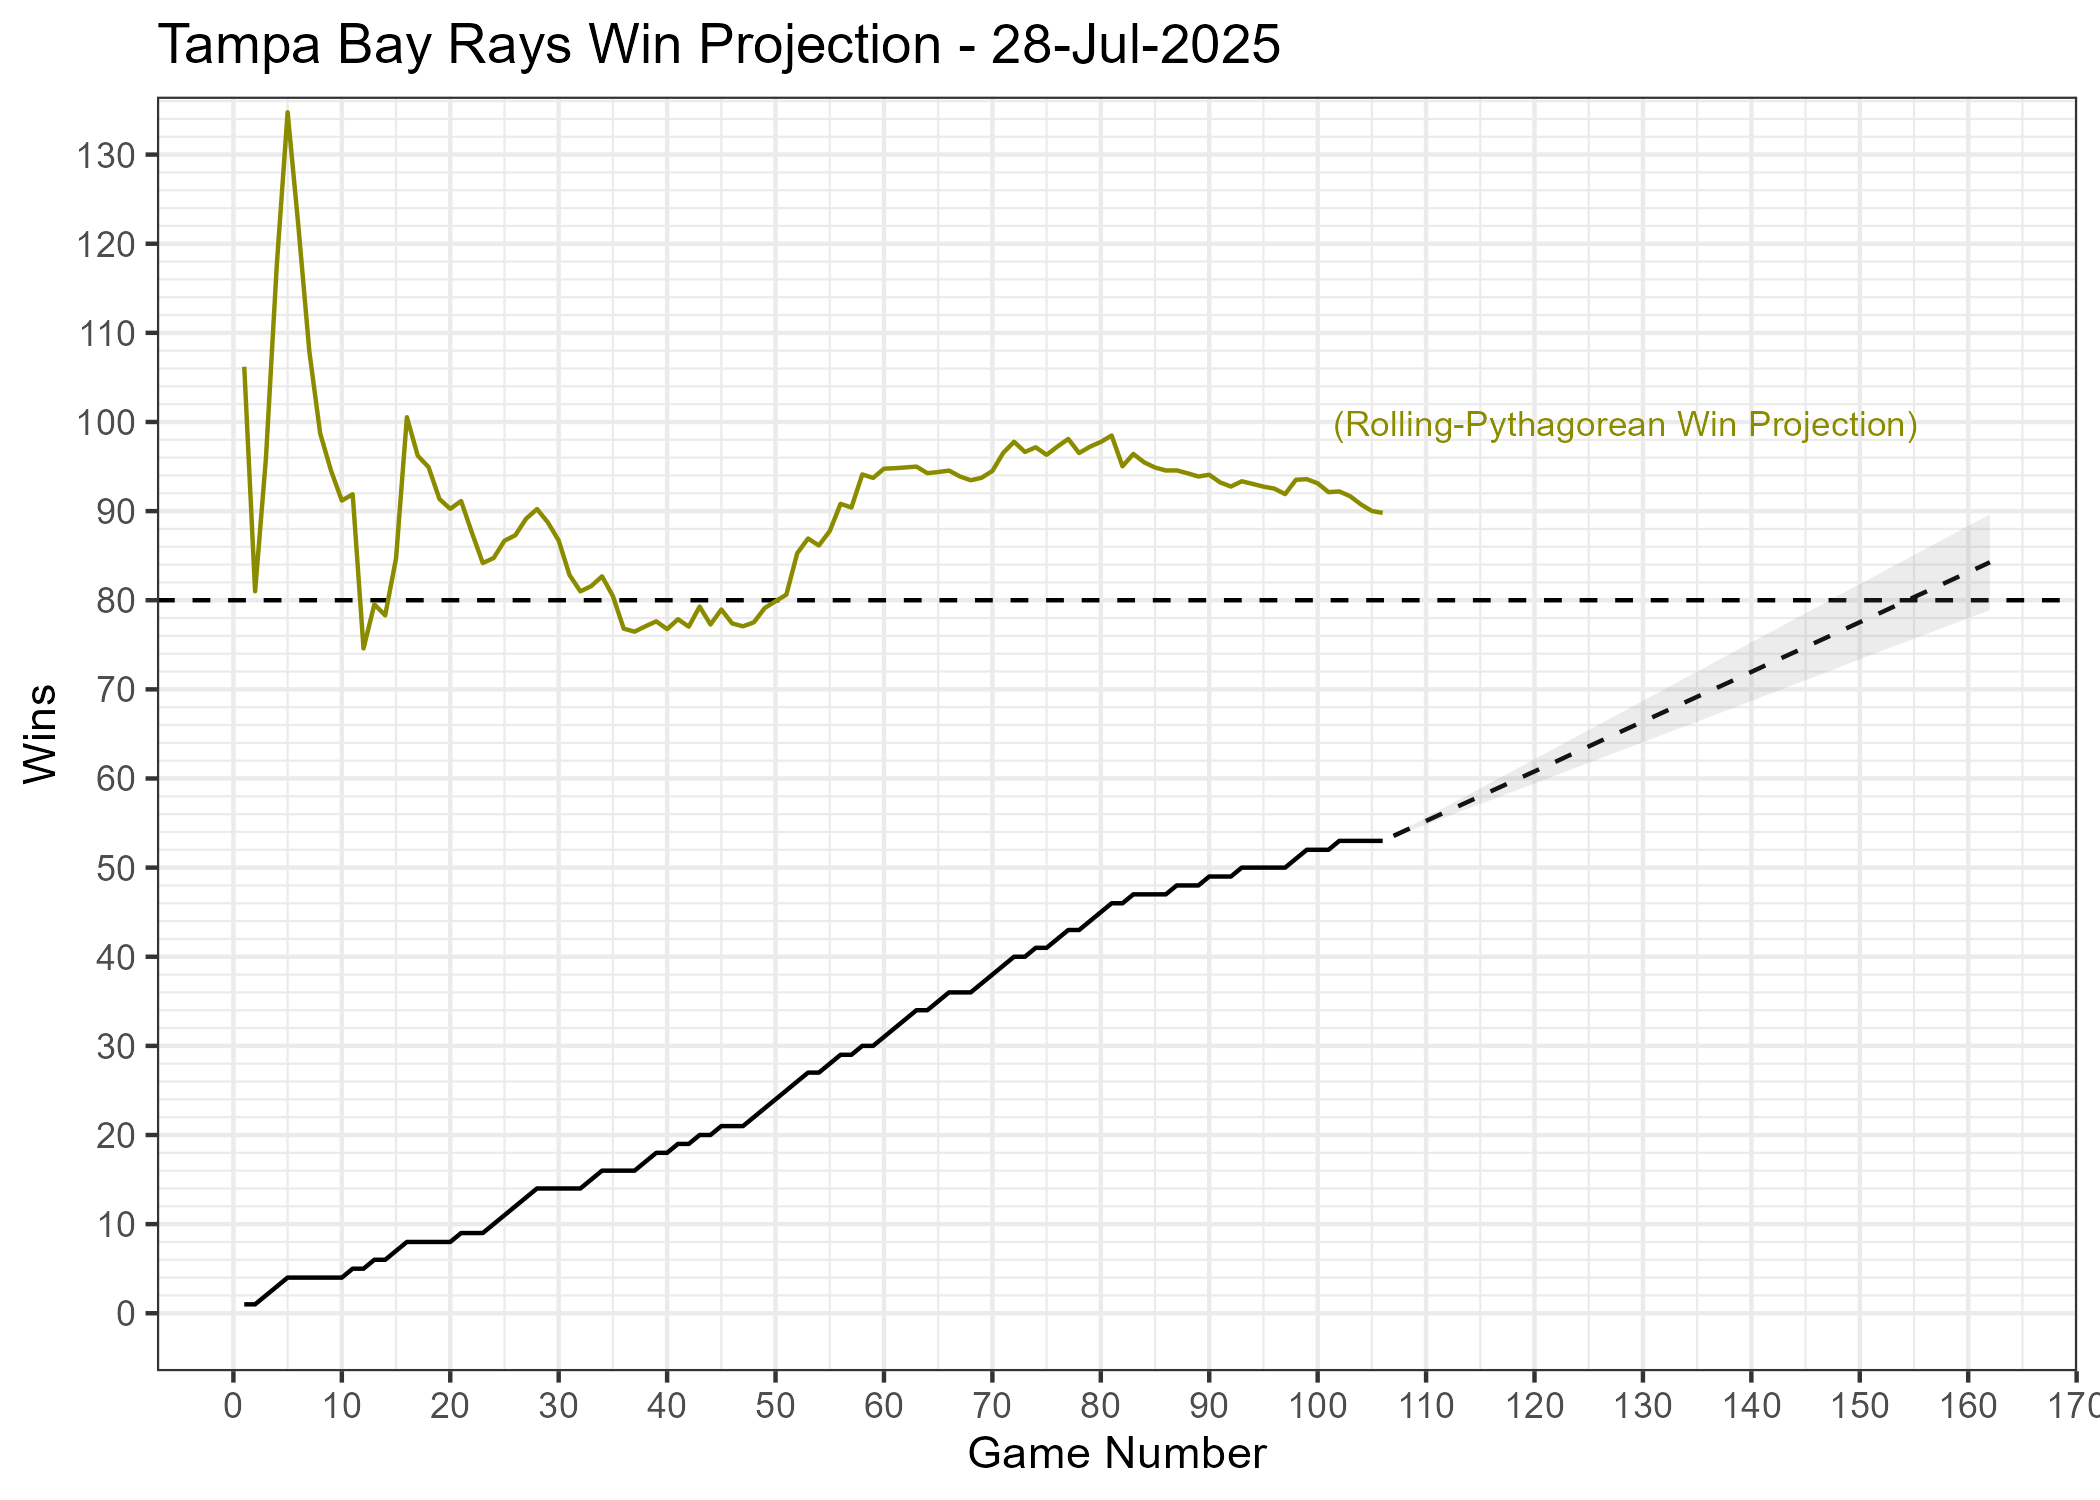 Tampa Bay Rays Win Projection - 28-Jul-2025
130
120
110
100
90
80
70
60
50
40
30
20
10
0
Wins
(Rolling-Pythagorean Win Projection)
0 10 20 30 40 50 60 70 80 90 100 110 120 130 140 150 160 170
Game Number